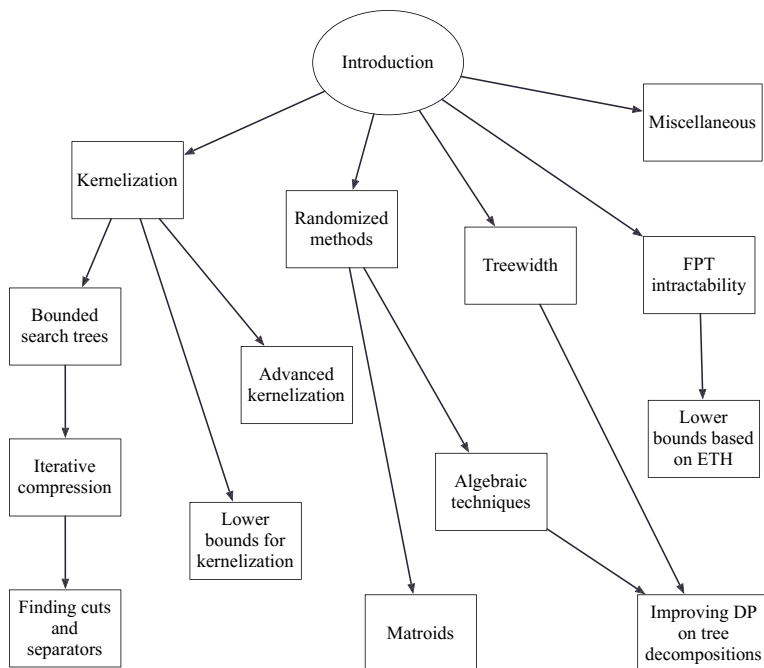 Introduction
Miscellaneous
Kernelization
Randomized
methods
Treewidth
FPT
intractability
Bounded
search trees
Advanced
kernelization
Lower
bounds based
on ETH
Iterative
compression
Algebraic
techniques
Lower
bounds for
kernelization
Finding cuts
and
separators
Matroids
Improving DP
on tree
decompositions